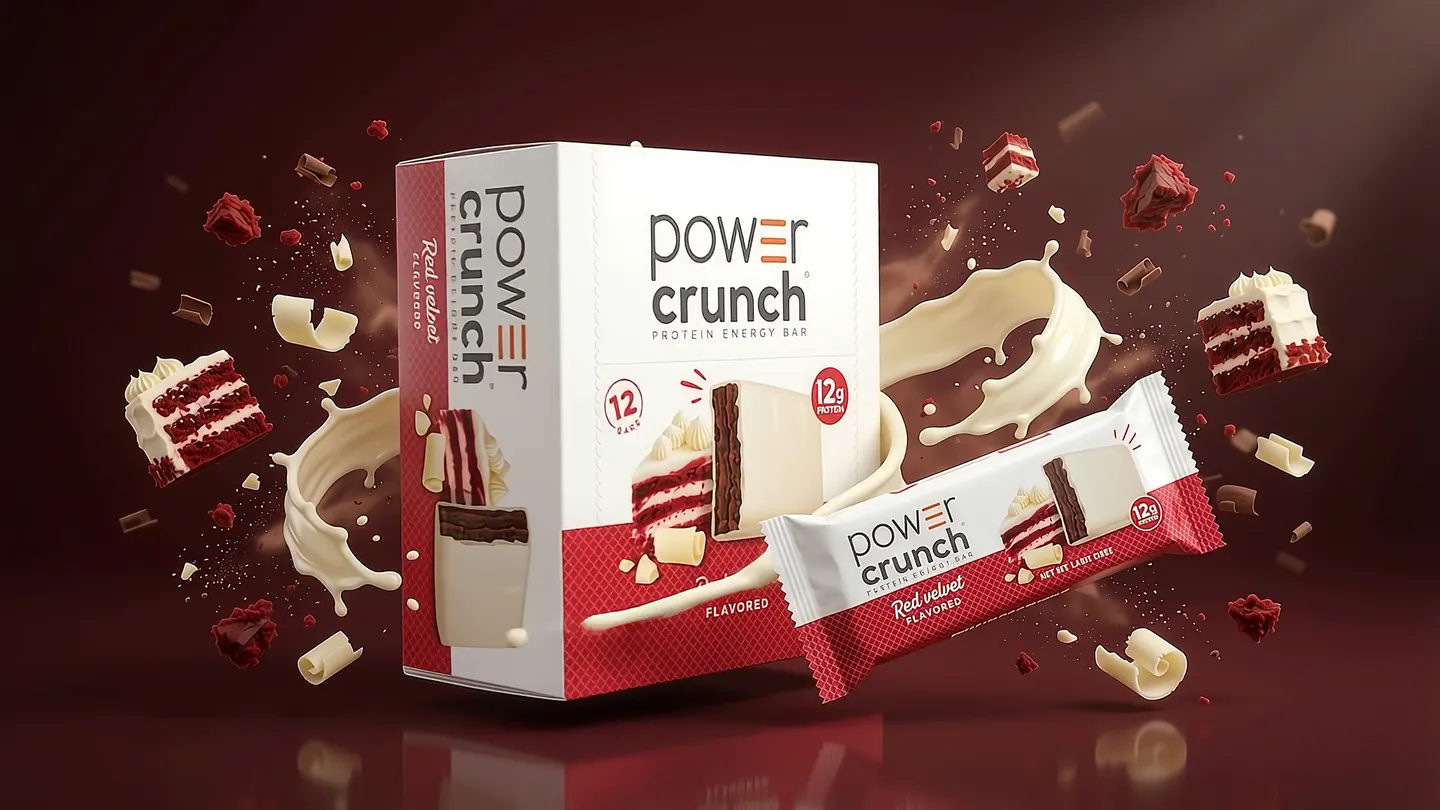 power
crunch
PROTEIN ENERGY BAR
12
12g
PROTEIN
FLAVORED
power
crunch
Red velvet
power
crunch
12g
Red velvet
FLAVORED